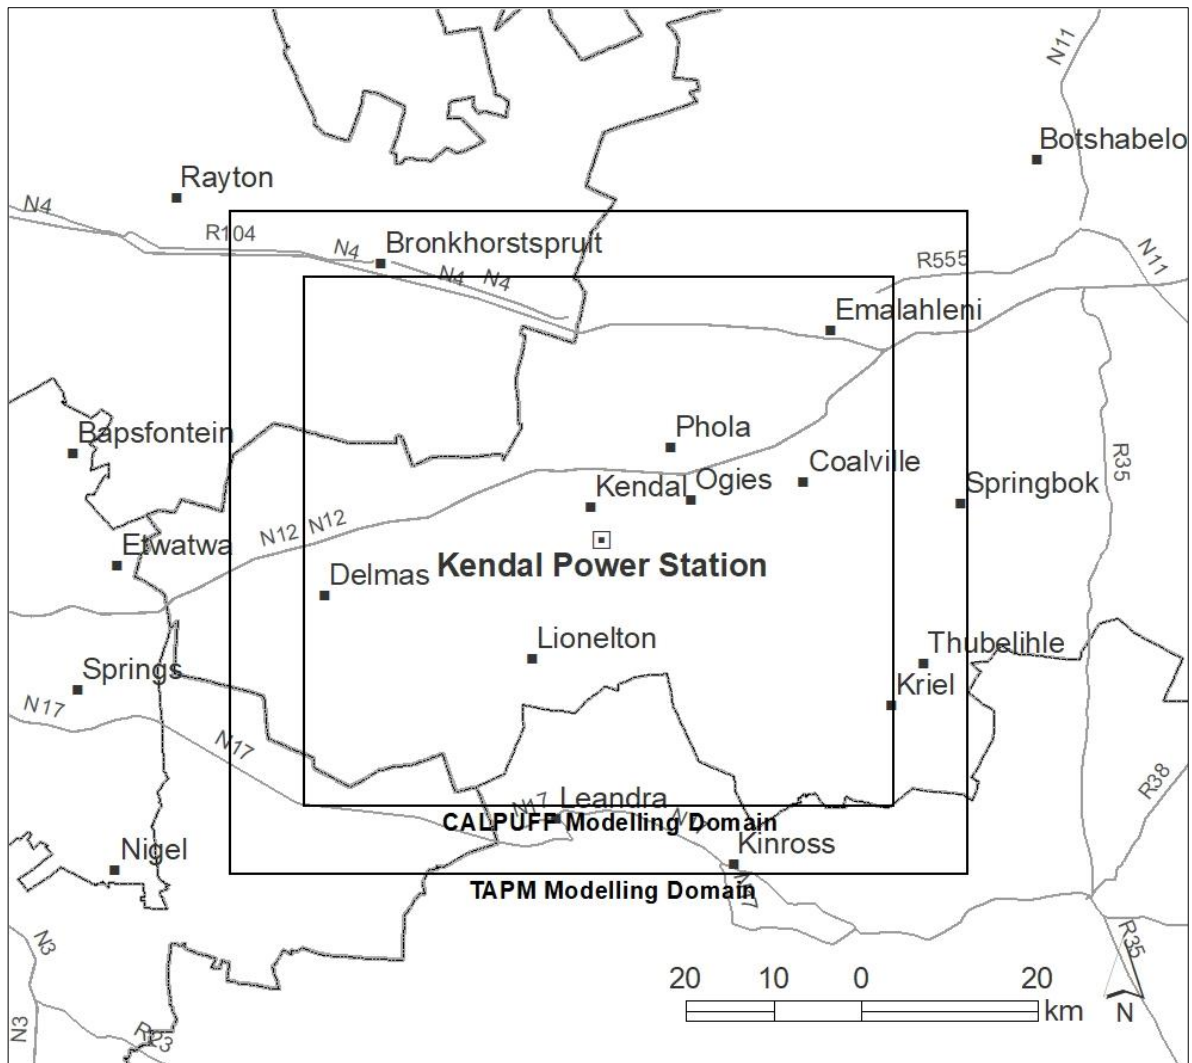 N11
Botshabelo
Rayton
N4
R104
Bronkhorstspruit
N4
N4
N4
R555
N11
Emalahleni
Phola
Bapsfontein
Coalville
R35
Kendal
Ogies
Springbok
N12
N12
Etwatwa
Kendal Power Station
Delmas
Lionelton
Thubelihle
Springs
Kriel
N17
N17
R38
N17
Leandra
CALPUFF Modelling Domain
Kinross
Nigel
TAPM Modelling Domain
N3
R35
20 10 0 20
km
N
N3
R23